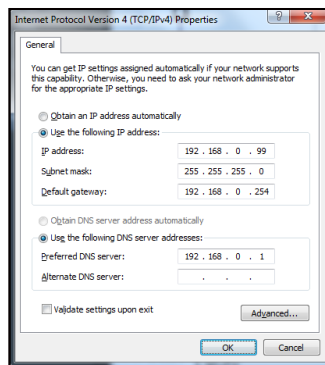 Internet Protocol Version 4 (TCP/IPv4) Properties
General
You can get IP settings assigned automatically if your network supports
this capability. Otherwise, you need to ask your network administrator
for the appropriate IP settings.
Obtain an IP address automatically
Use the following IP address:
IP address: 192 . 168 . 0 . 99
Subnet mask: 255 . 255 . 255 . 0
Default gateway: 192 . 168 . 0 . 254
Obtain DNS server address automatically
Use the following DNS server addresses:
Preferred DNS server: 192 . 168 . 0 . 1
Alternate DNS server: . . .
Validate settings upon exit
Advanced...
OK Cancel